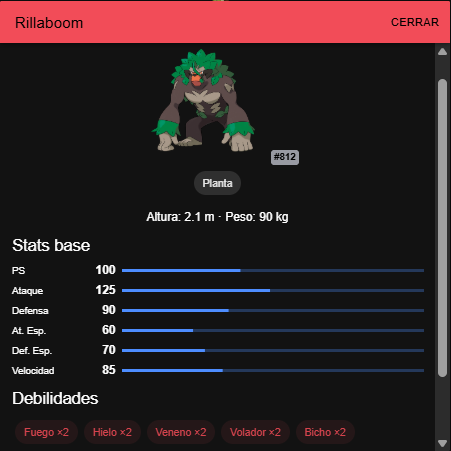 Rillaboom CERRAR
#812
Planta
Altura: 2.1 m · Peso: 90 kg
Stats base
PS 100
Ataque 125
Defensa 90
At. Esp. 60
Def. Esp. 70
Velocidad 85
Debilidades
Fuego ×2 Hielo ×2 Veneno ×2 Volador ×2 Bicho ×2